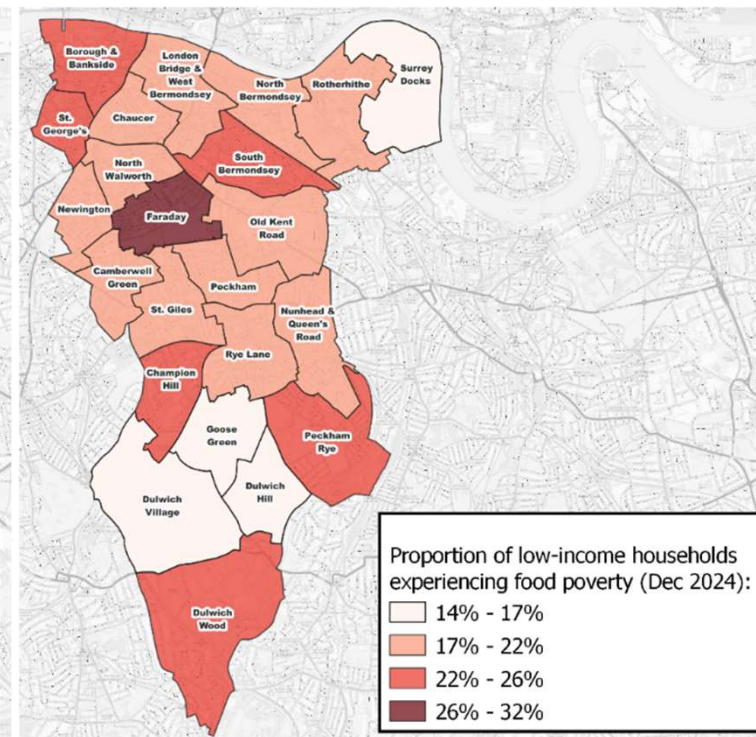 Borough &
Bankside
London
Bridge &
West
Bermondsey
North
Bermondsey
Rotherhithe
Surrey
Docks
St.
George's
Chaucer
South
Bermondsey
North
Walworth
Newington
Faraday
Old Kent
Road
Camberwell
Green
Peckham
St. Giles
Nunhead &
Queen's
Road
Rye Lane
Champion
Hill
Goose
Green
Peckham
Rye
Dulwich
Hill
Dulwich
Village
Dulwich
Wood
Proportion of low-income households
experiencing food poverty (Dec 2024):
14% - 17%
17% - 22%
22% - 26%
26% - 32%